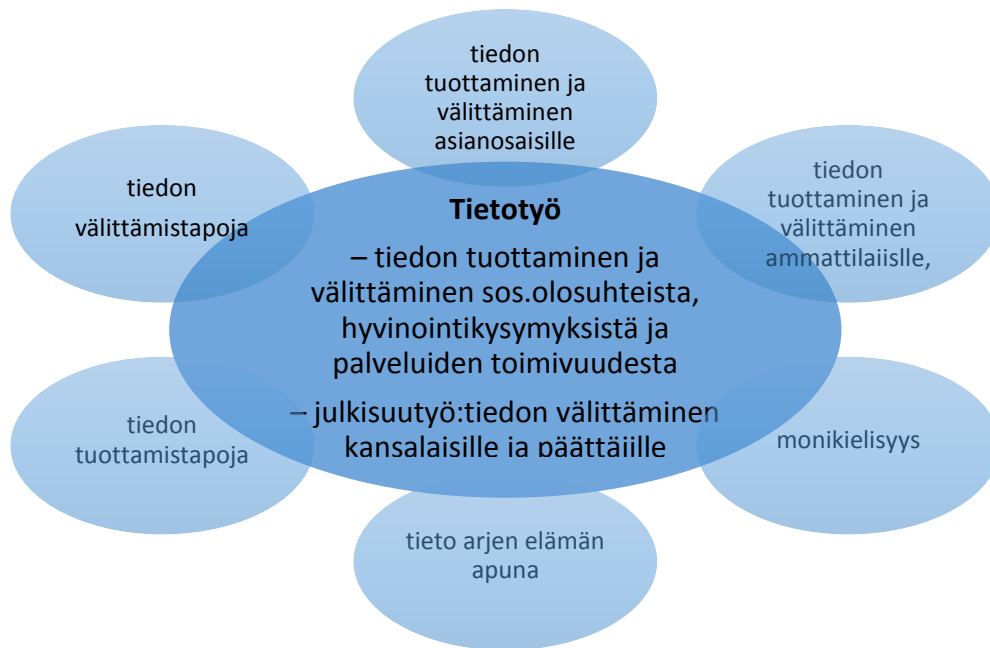 tiedon
tuottaminen ja
välittäminen
asianosaisille
tiedon
välittämistapoja
tiedon
tuottaminen ja
välittäminen
ammattilaiislle,
Tietotyö
– tiedon tuottaminen ja
välittäminen sos.olosuhteista,
hyvinointikysymyksistä ja
palveluiden toimivuudesta
– julkisuutyö:tiedon välittäminen
kansalaisille ja päättäjille
tiedon
tuottamistapoja
monikielisyys
tieto arjen elämän
apuna